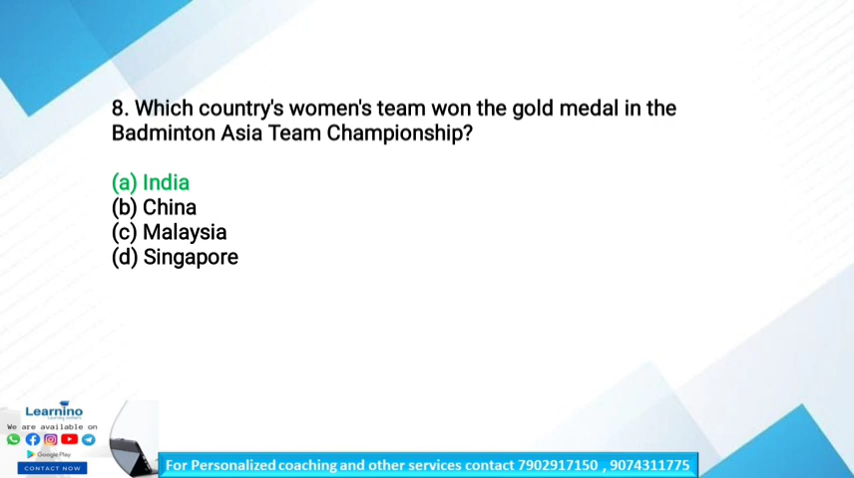 8. Which country's women's team won the gold medal in the
Badminton Asia Team Championship?
(a) India
(b) China
(c) Malaysia
(d) Singapore
Learnino
We are available on
Google Play
CONTACT NOW
For Personalized coaching and other services contact 7902917150 , 9074311775